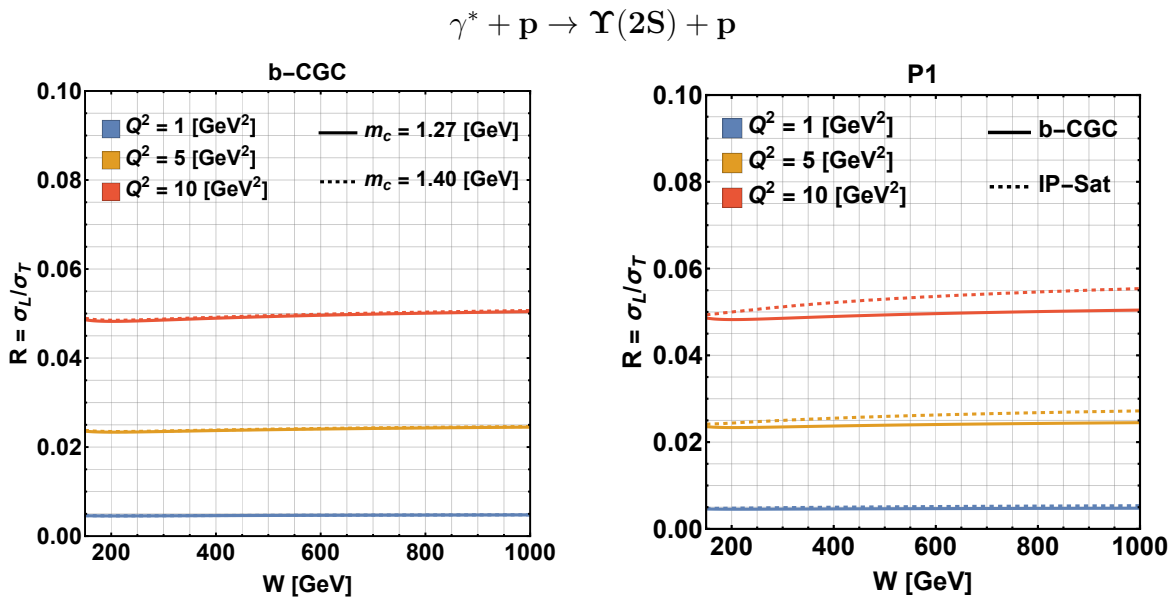 γ* + p → ϒ(2S) + p
b−CGC
Q² = 1 [GeV²]
Q² = 5 [GeV²]
Q² = 10 [GeV²]
m_c = 1.27 [GeV]
m_c = 1.40 [GeV]
R = σ_L/σ_T
0.10
0.08
0.06
0.04
0.02
0.00
200 400 600 800 1000
W [GeV]
P1
Q² = 1 [GeV²]
Q² = 5 [GeV²]
Q² = 10 [GeV²]
b−CGC
IP−Sat
R = σ_L/σ_T
0.10
0.08
0.06
0.04
0.02
0.00
200 400 600 800 1000
W [GeV]